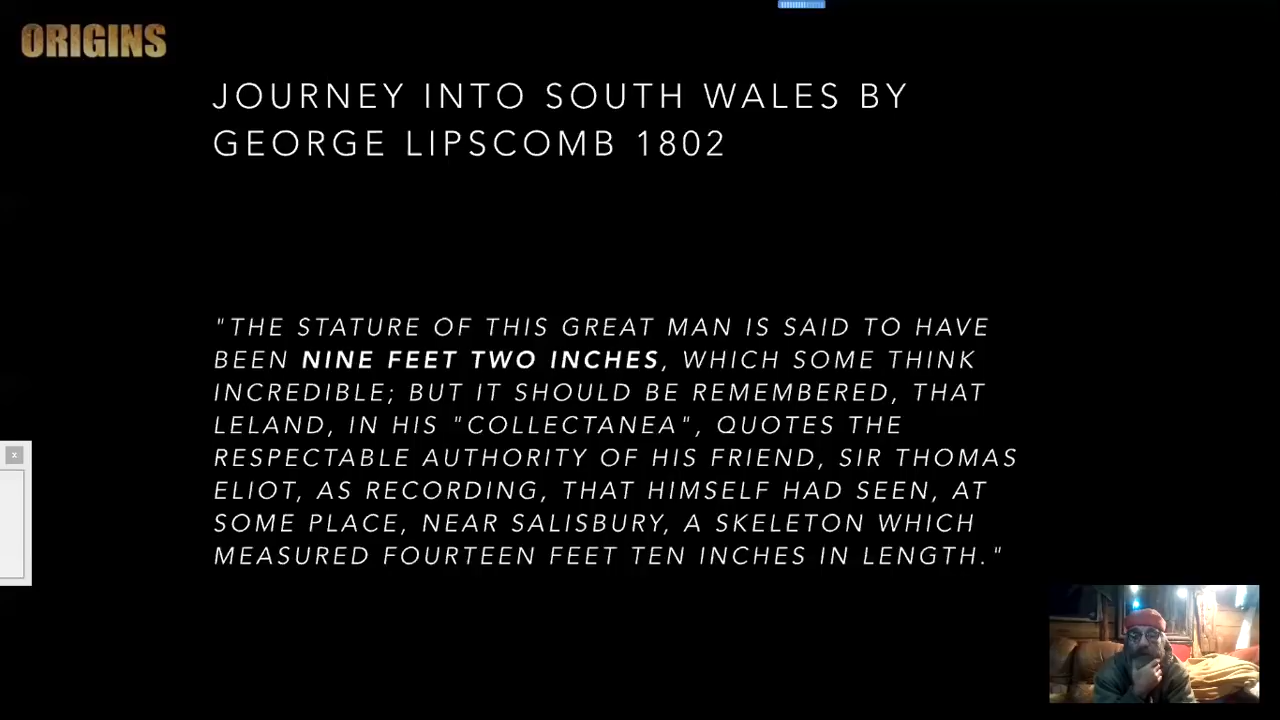 ORIGINS
JOURNEY INTO SOUTH WALES BY
GEORGE LIPSCOMB 1802
"THE STATURE OF THIS GREAT MAN IS SAID TO HAVE
BEEN NINE FEET TWO INCHES, WHICH SOME THINK
INCREDIBLE; BUT IT SHOULD BE REMEMBERED, THAT
LELAND, IN HIS "COLLECTANEA", QUOTES THE
RESPECTABLE AUTHORITY OF HIS FRIEND, SIR THOMAS
ELIOT, AS RECORDING, THAT HIMSELF HAD SEEN, AT
SOME PLACE, NEAR SALISBURY, A SKELETON WHICH
MEASURED FOURTEEN FEET TEN INCHES IN LENGTH."
x